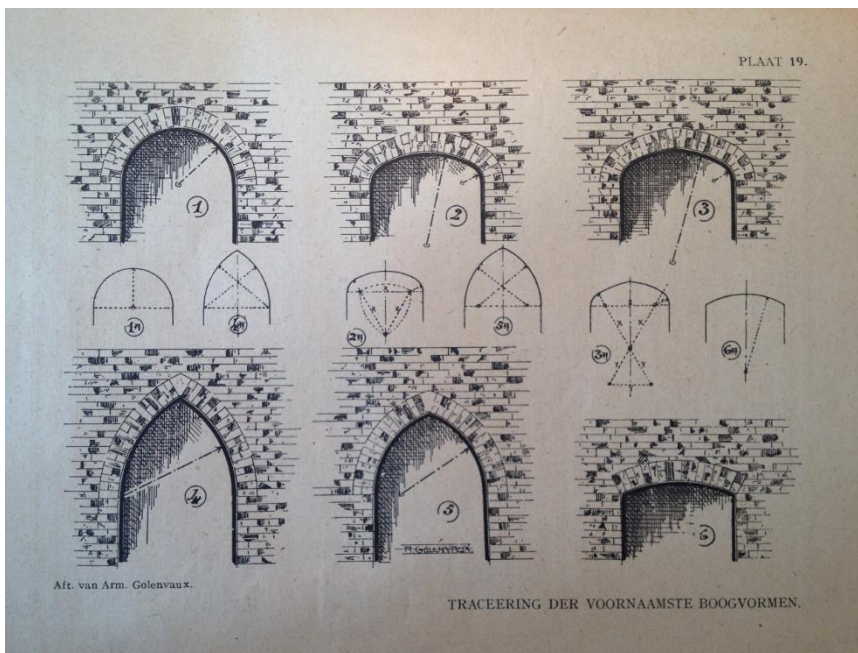 PLAAT 19.
1
2
3
1a
4a
2a
5a
3a
6a
4
5
6
A. GOLENVAUX
Aft. van Arm. Golenvaux.
TRACEERING DER VOORNAAMSTE BOOGVORMEN.